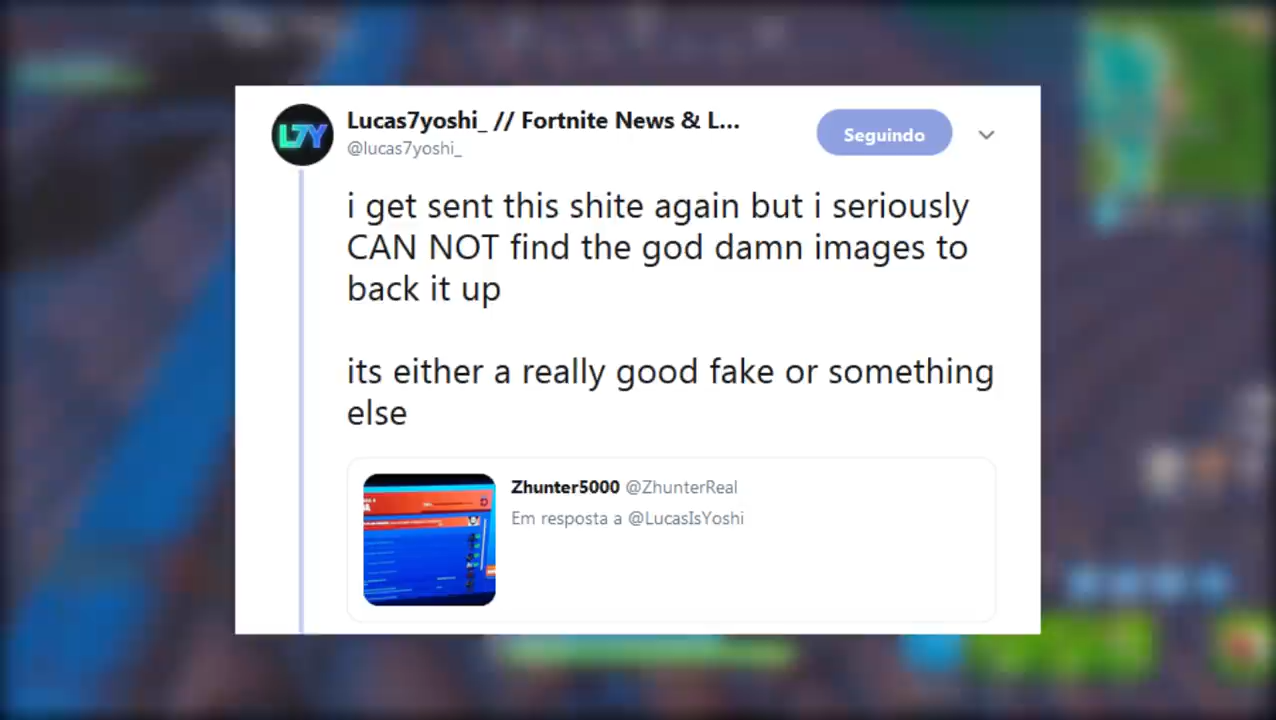 L7Y
Lucas7yoshi_ // Fortnite News & L...
@lucas7yoshi_
Seguindo
i get sent this shite again but i seriously
CAN NOT find the god damn images to
back it up
its either a really good fake or something
else
Zhunter5000 @ZhunterReal
Em resposta a @LucasIsYoshi